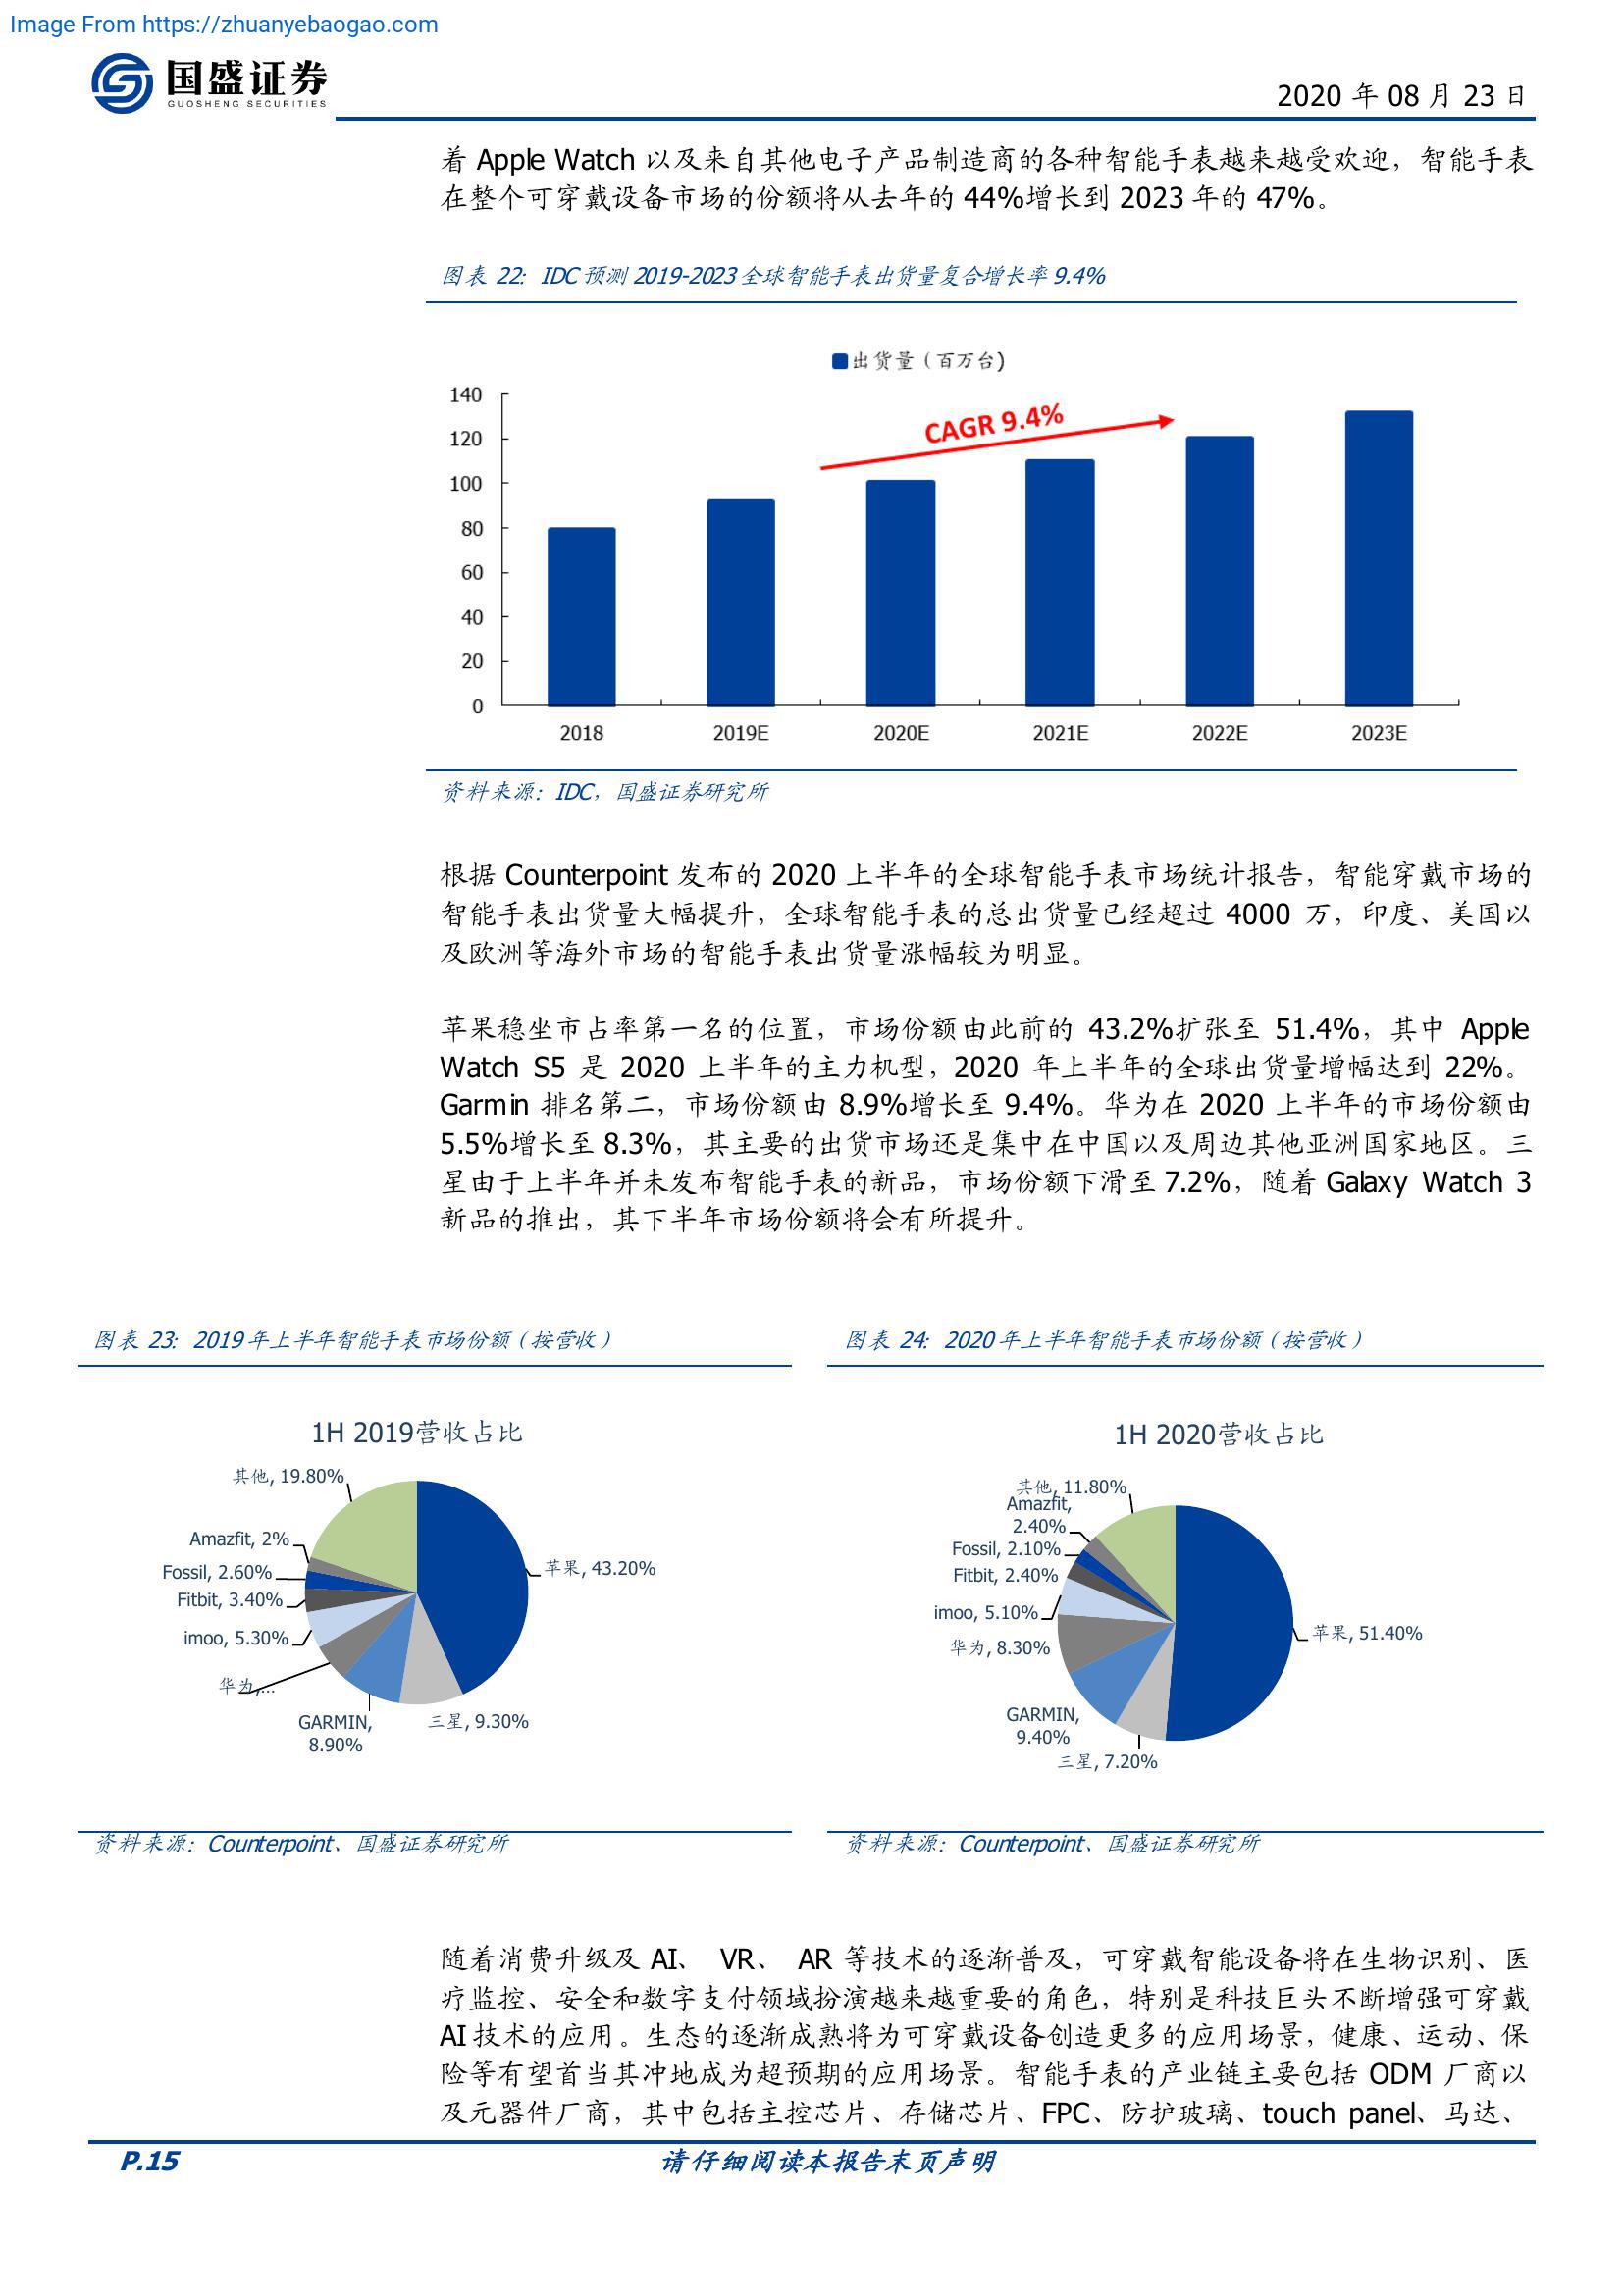 Image From https://zhuanyebaogao.com
国盛证券
GUOSHENG SECURITIES
2020 年 08 月 23 日
着 Apple Watch 以及来自其他电子产品制造商的各种智能手表越来越受欢迎，智能手表
在整个可穿戴设备市场的份额将从去年的 44%增长到 2023 年的 47%。
图表 22：IDC 预测 2019-2023 全球智能手表出货量复合增长率 9.4%
出货量（百万台）
CAGR 9.4%
140
120
100
80
60
40
20
0
2018 2019E 2020E 2021E 2022E 2023E
资料来源：IDC，国盛证券研究所
根据 Counterpoint 发布的 2020 上半年的全球智能手表市场统计报告，智能穿戴市场的
智能手表出货量大幅提升，全球智能手表的总出货量已经超过 4000 万，印度、美国以
及欧洲等海外市场的智能手表出货量涨幅较为明显。
苹果稳坐市占率第一名的位置，市场份额由此前的 43.2%扩张至 51.4%，其中 Apple
Watch S5 是 2020 上半年的主力机型，2020 年上半年的全球出货量增幅达到 22%。
Garmin 排名第二，市场份额由 8.9%增长至 9.4%。华为在 2020 上半年的市场份额由
5.5%增长至 8.3%，其主要的出货市场还是集中在中国以及周边其他亚洲国家地区。三
星由于上半年并未发布智能手表的新品，市场份额下滑至 7.2%，随着 Galaxy Watch 3
新品的推出，其下半年市场份额将会有所提升。
图表 23：2019 年上半年智能手表市场份额（按营收）
1H 2019营收占比
其他, 19.80%
Amazfit, 2%
Fossil, 2.60%
Fitbit, 3.40%
imoo, 5.30%
华为,...
GARMIN,
8.90%
三星, 9.30%
苹果, 43.20%
资料来源：Counterpoint、国盛证券研究所
图表 24：2020 年上半年智能手表市场份额（按营收）
1H 2020营收占比
其他, 11.80%
Amazfit,
2.40%
Fossil, 2.10%
Fitbit, 2.40%
imoo, 5.10%
华为, 8.30%
GARMIN,
9.40%
三星, 7.20%
苹果, 51.40%
资料来源：Counterpoint、国盛证券研究所
随着消费升级及 AI、 VR、 AR 等技术的逐渐普及，可穿戴智能设备将在生物识别、医
疗监控、安全和数字支付领域扮演越来越重要的角色，特别是科技巨头不断增强可穿戴
AI 技术的应用。生态的逐渐成熟将为可穿戴设备创造更多的应用场景，健康、运动、保
险等有望首当其冲地成为超预期的应用场景。智能手表的产业链主要包括 ODM 厂商以
及元器件厂商，其中包括主控芯片、存储芯片、FPC、防护玻璃、touch panel、马达、
P.15
请仔细阅读本报告末页声明